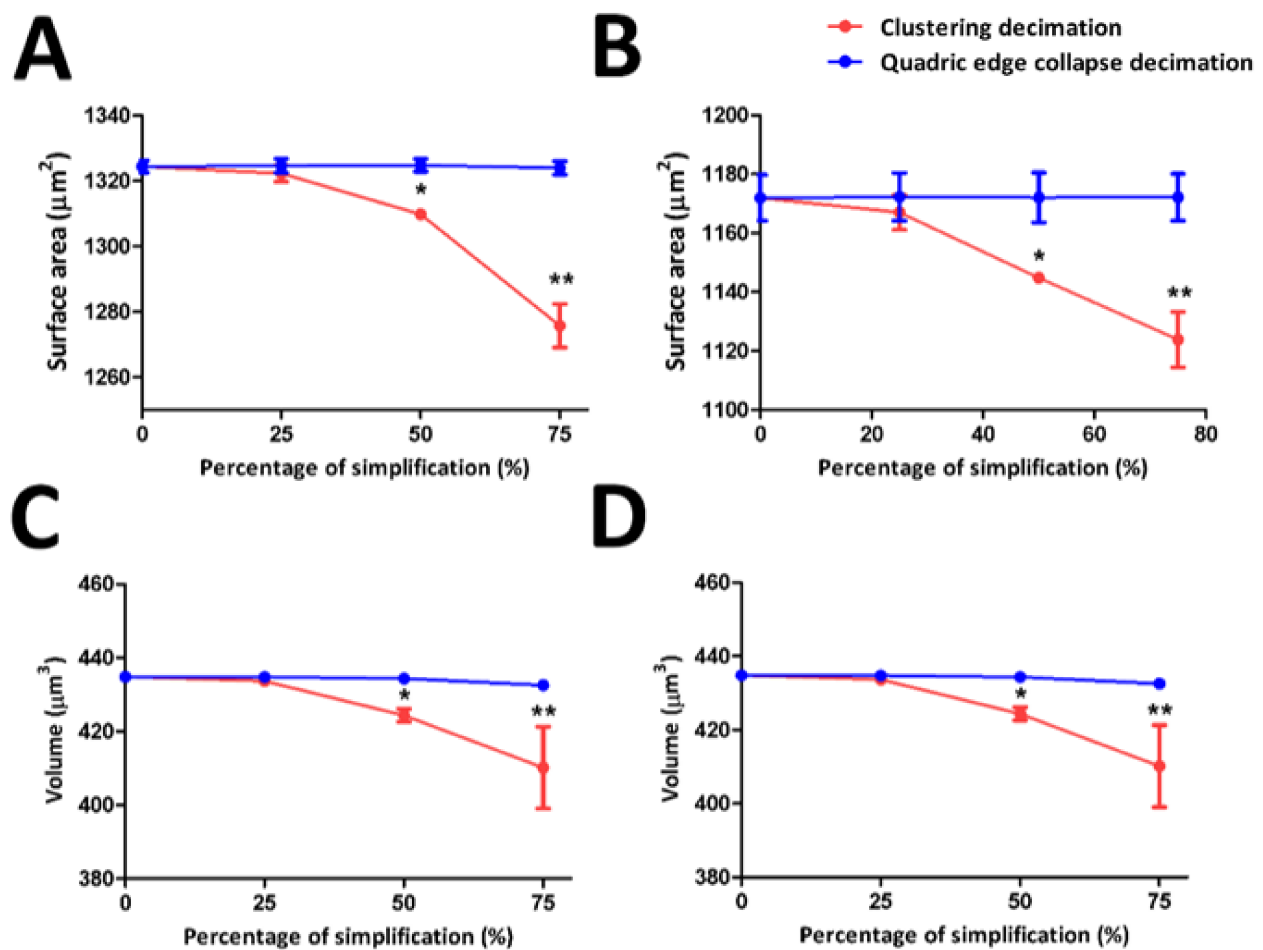 A
B
Clustering decimation
Quadric edge collapse decimation
1340
1320
1300
1280
1260
Surface area (μm²)
*
**
0 25 50 75
Percentage of simplification (%)
1200
1180
1160
1140
1120
1100
Surface area (μm²)
*
**
0 20 40 60 80
Percentage of simplification (%)
C
D
460
440
420
400
380
Volume (μm³)
*
**
0 25 50 75
Percentage of simplification (%)
460
440
420
400
380
Volume (μm³)
*
**
0 25 50 75
Percentage of simplification (%)